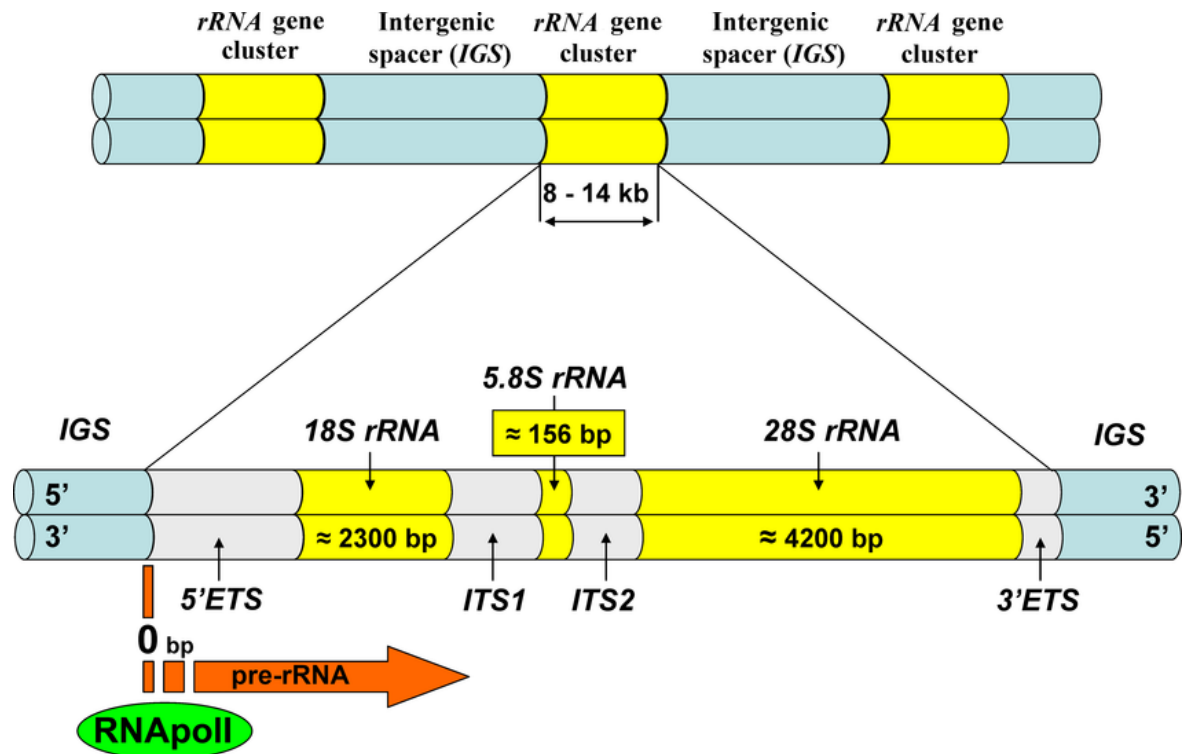 rRNA gene cluster
Intergenic spacer (IGS)
rRNA gene cluster
Intergenic spacer (IGS)
rRNA gene cluster
8 - 14 kb
5.8S rRNA
≈ 156 bp
IGS
18S rRNA
28S rRNA
IGS
5’
3’
3’
≈ 2300 bp
≈ 4200 bp
5’
5’ETS
ITS1
ITS2
3’ETS
0 bp
pre-rRNA
RNApolI